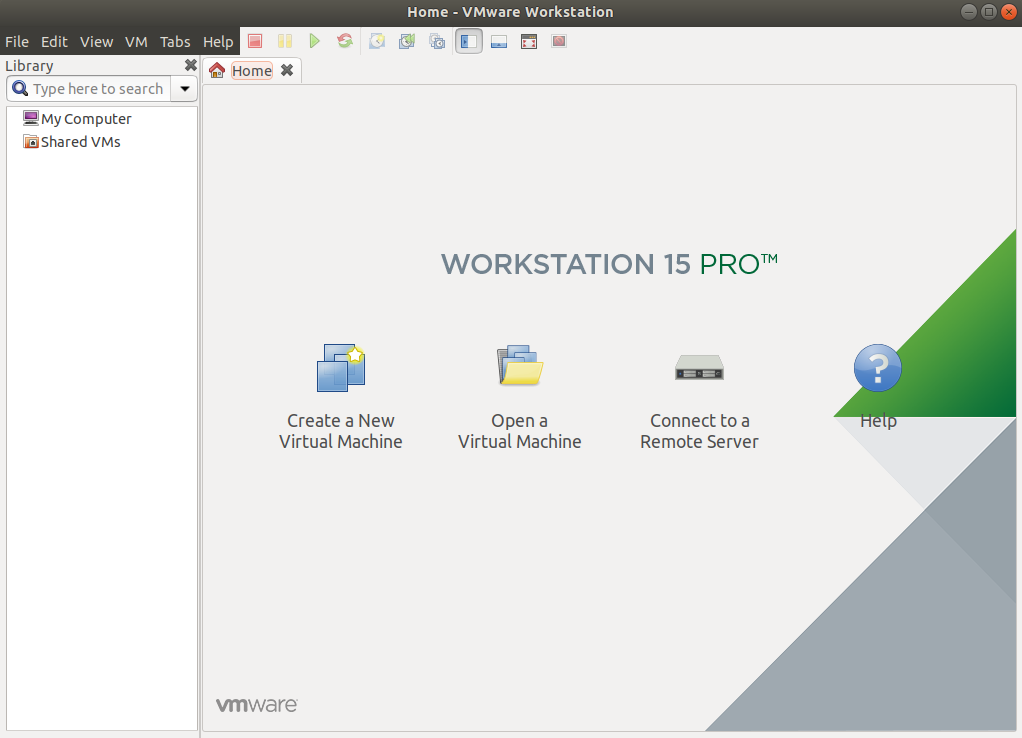 Home - VMware Workstation
File Edit View VM Tabs Help
Library
Home
Type here to search
My Computer
Shared VMs
WORKSTATION 15 PRO™
Create a New
Virtual Machine
Open a
Virtual Machine
Connect to a
Remote Server
Help
vmware